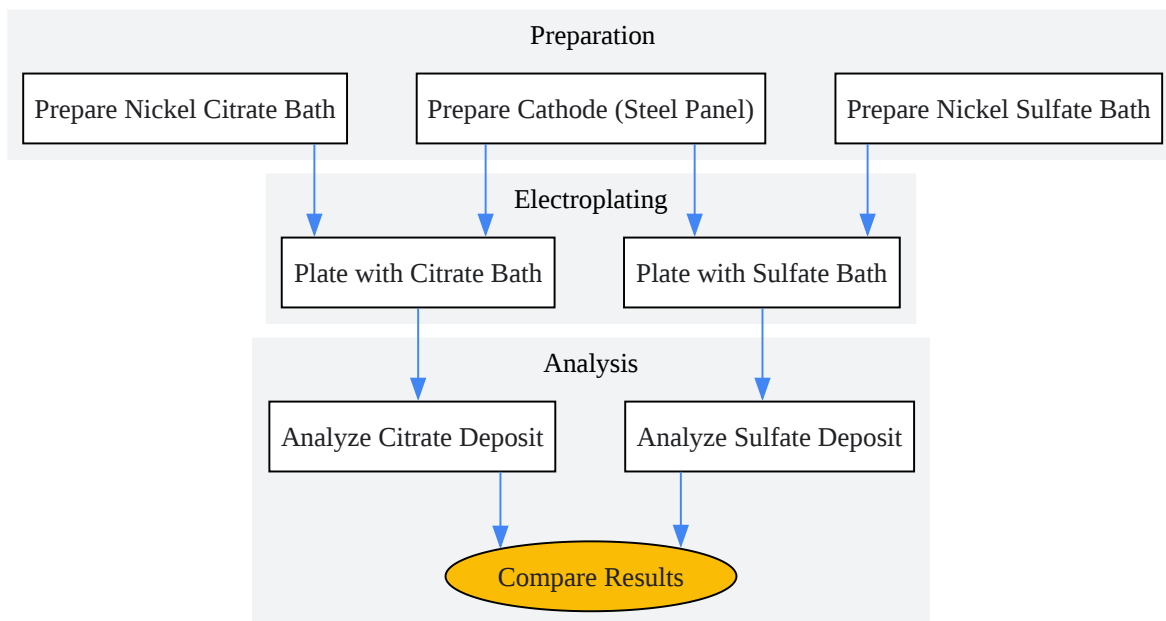 Preparation
Prepare Nickel Citrate Bath
Prepare Cathode (Steel Panel)
Prepare Nickel Sulfate Bath
Electroplating
Plate with Citrate Bath
Plate with Sulfate Bath
Analysis
Analyze Citrate Deposit
Analyze Sulfate Deposit
Compare Results